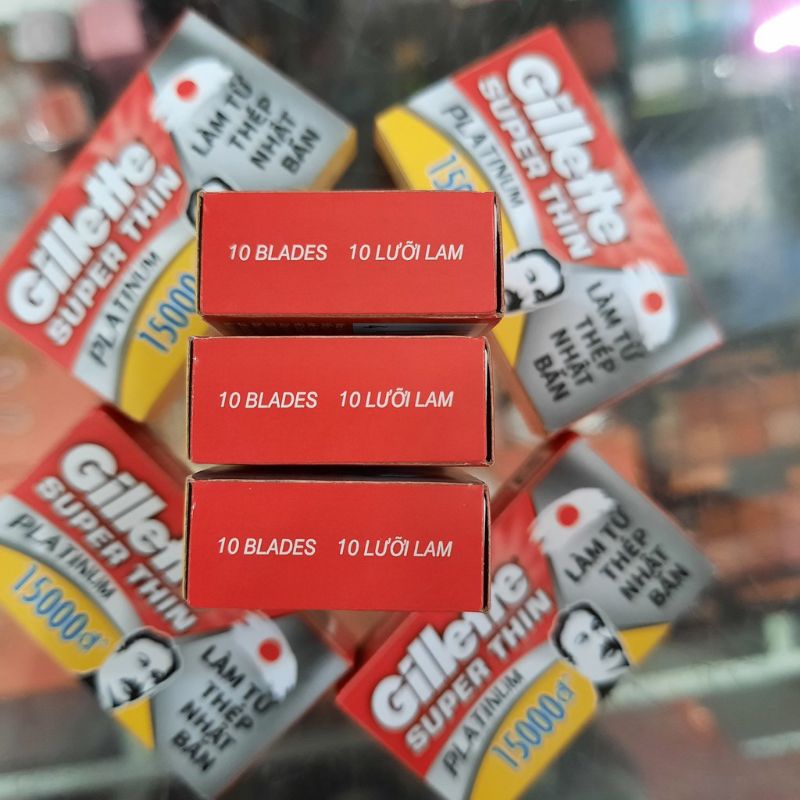 Gillette
SUPER THIN
PLATINUM
15000
LÀM TỪ
THÉP
NHẬT
BẢN
Gillette
SUPER THIN
PLATINUM
LÀM TỪ
THÉP
NHẬT
BẢN
10 BLADES 10 LƯỠI LAM
10 BLADES 10 LƯỠI LAM
10 BLADES 10 LƯỠI LAM
Gillette
SUPER THIN
PLATINUM
15000đ
LÀM TỪ
THÉP
NHẬT
BẢN
Gillette
SUPER THIN
PLATINUM
15000đ
LÀM TỪ
THÉP
NHẬT
BẢN